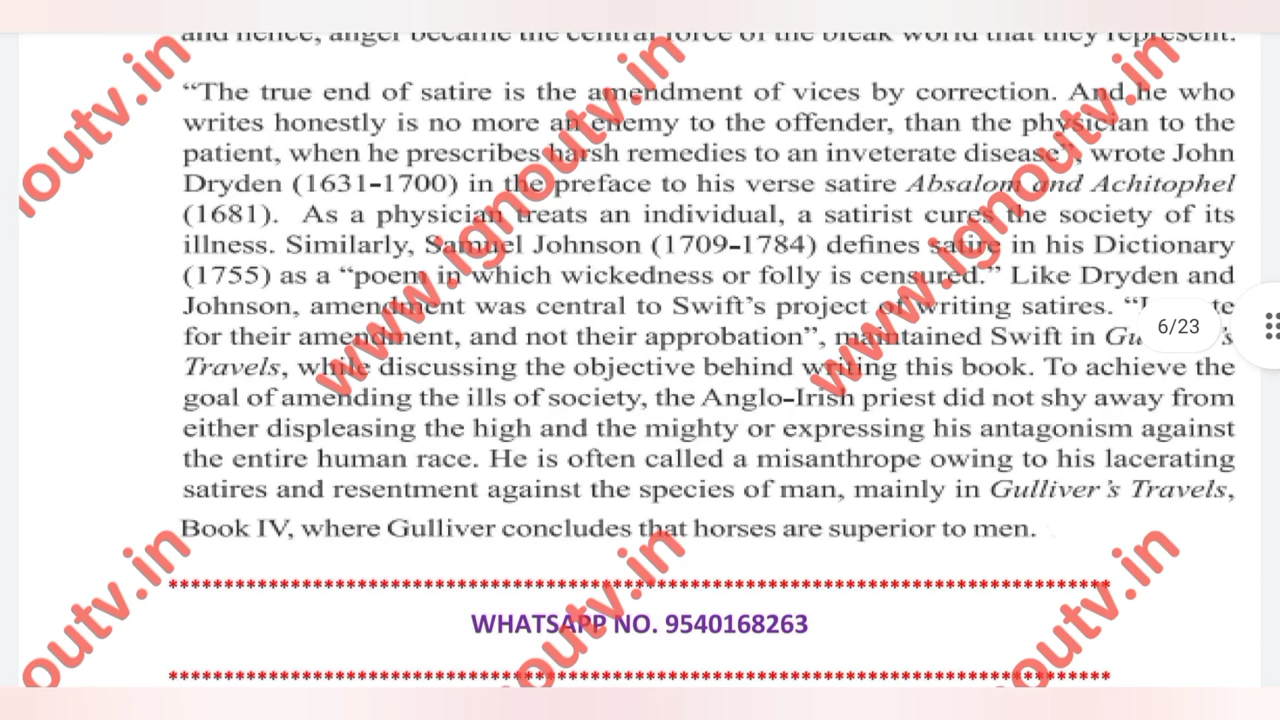 and hence, anger became the central force of the bleak world that they represent.
“The true end of satire is the amendment of vices by correction. And he who
writes honestly is no more an enemy to the offender, than the physician to the
patient, when he prescribes harsh remedies to an inveterate disease”, wrote John
Dryden (1631–1700) in the preface to his verse satire Absalom and Achitophel
(1681). As a physician treats an individual, a satirist cures the society of its
illness. Similarly, Samuel Johnson (1709–1784) defines satire in his Dictionary
(1755) as a “poem in which wickedness or folly is censured.” Like Dryden and
Johnson, amendment was central to Swift’s project of writing satires. “I
for their amendment, and not their approbation”, maintained Swift in
6/23
Travels, while discussing the objective behind writing this book. To achieve the
goal of amending the ills of society, the Anglo–Irish priest did not shy away from
either displeasing the high and the mighty or expressing his antagonism against
the entire human race. He is often called a misanthrope owing to his lacerating
satires and resentment against the species of man, mainly in Gulliver’s Travels,
Book IV, where Gulliver concludes that horses are superior to men.
WHATSAPP NO. 9540168263
www.ignoutv.in
www.ignoutv.in